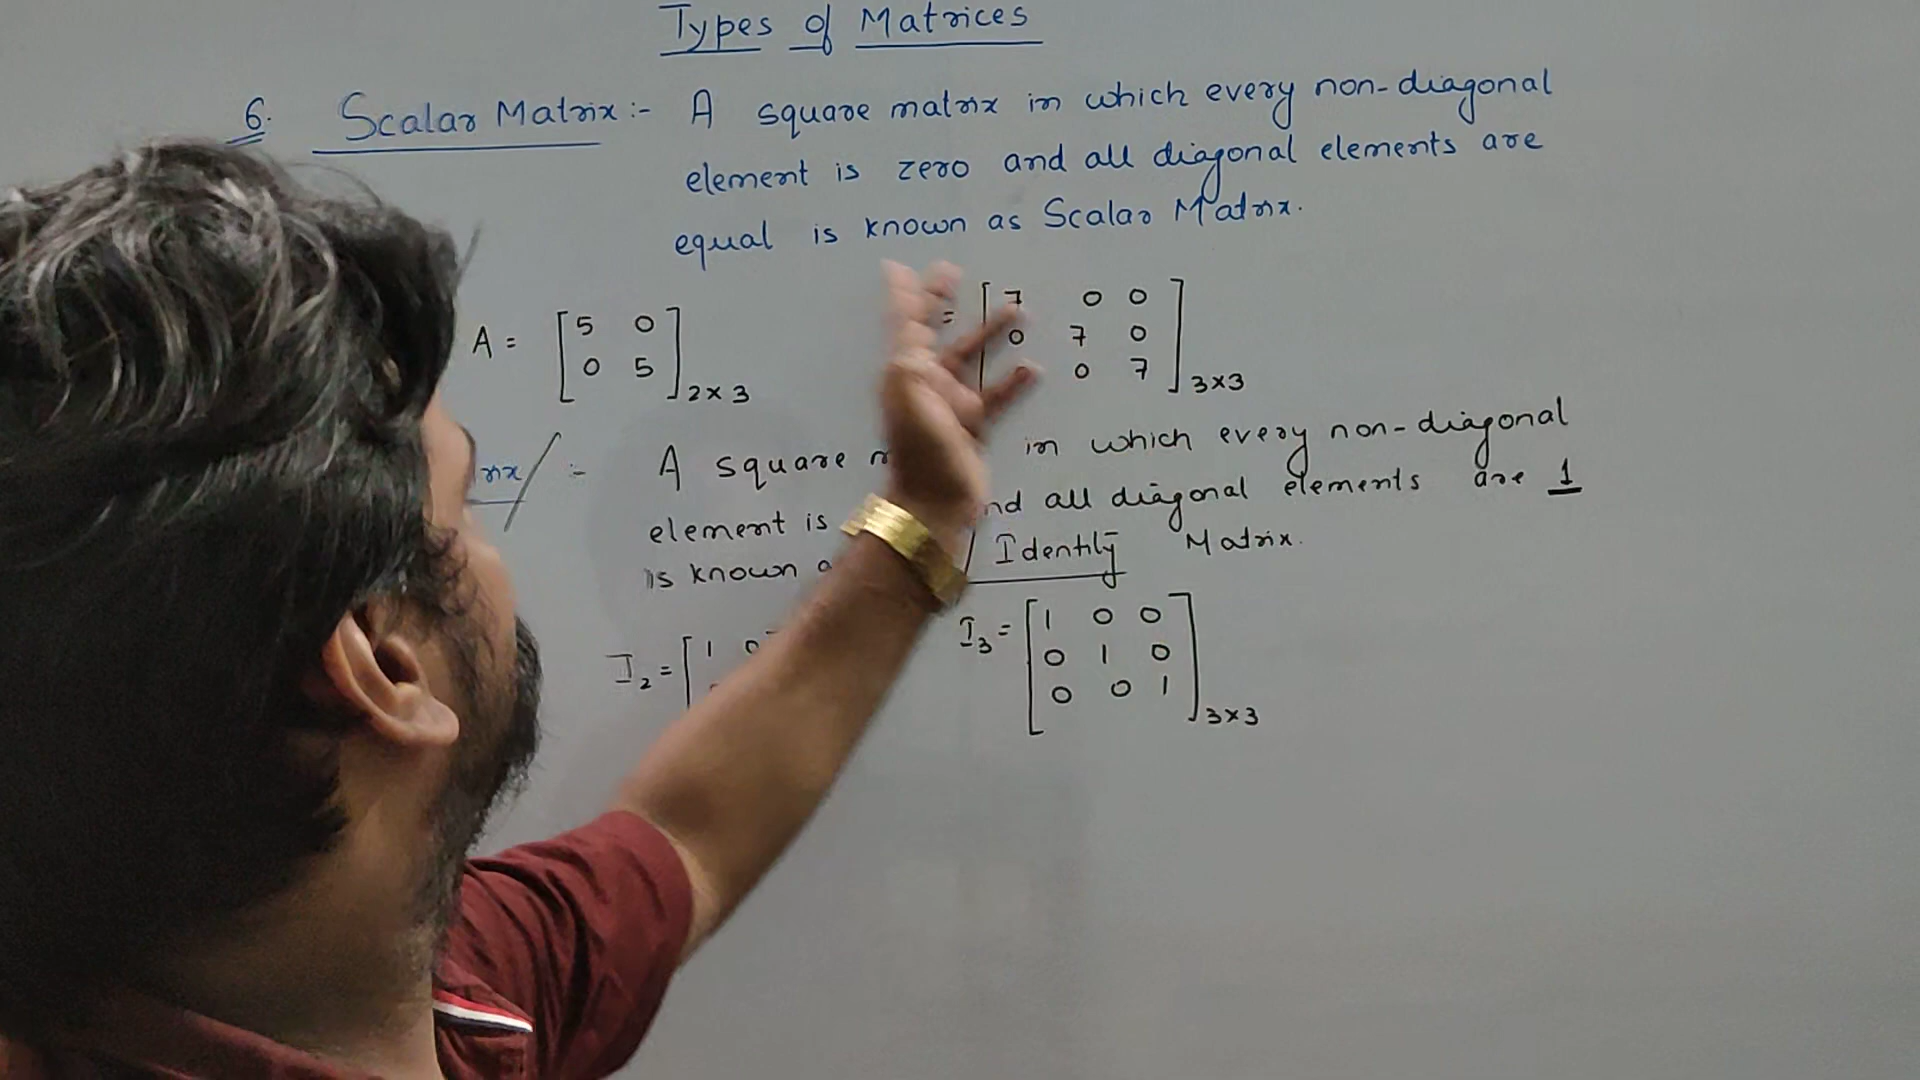 Types of Matrices
6. Scalar Matrix :- A square matrix in which every non-diagonal
element is zero and all diagonal elements are
equal is known as Scalar Matrix.
A = [5 0
0 5] 2×3
= [7 0 0
0 7 0
0 7] 3×3
:- A square in which every non-diagonal
element is all diagonal elements are 1
is known / Identity Matrix.
I2 = [1 0
I3 = [1 0 0
0 1 0
0 0 1] 3×3